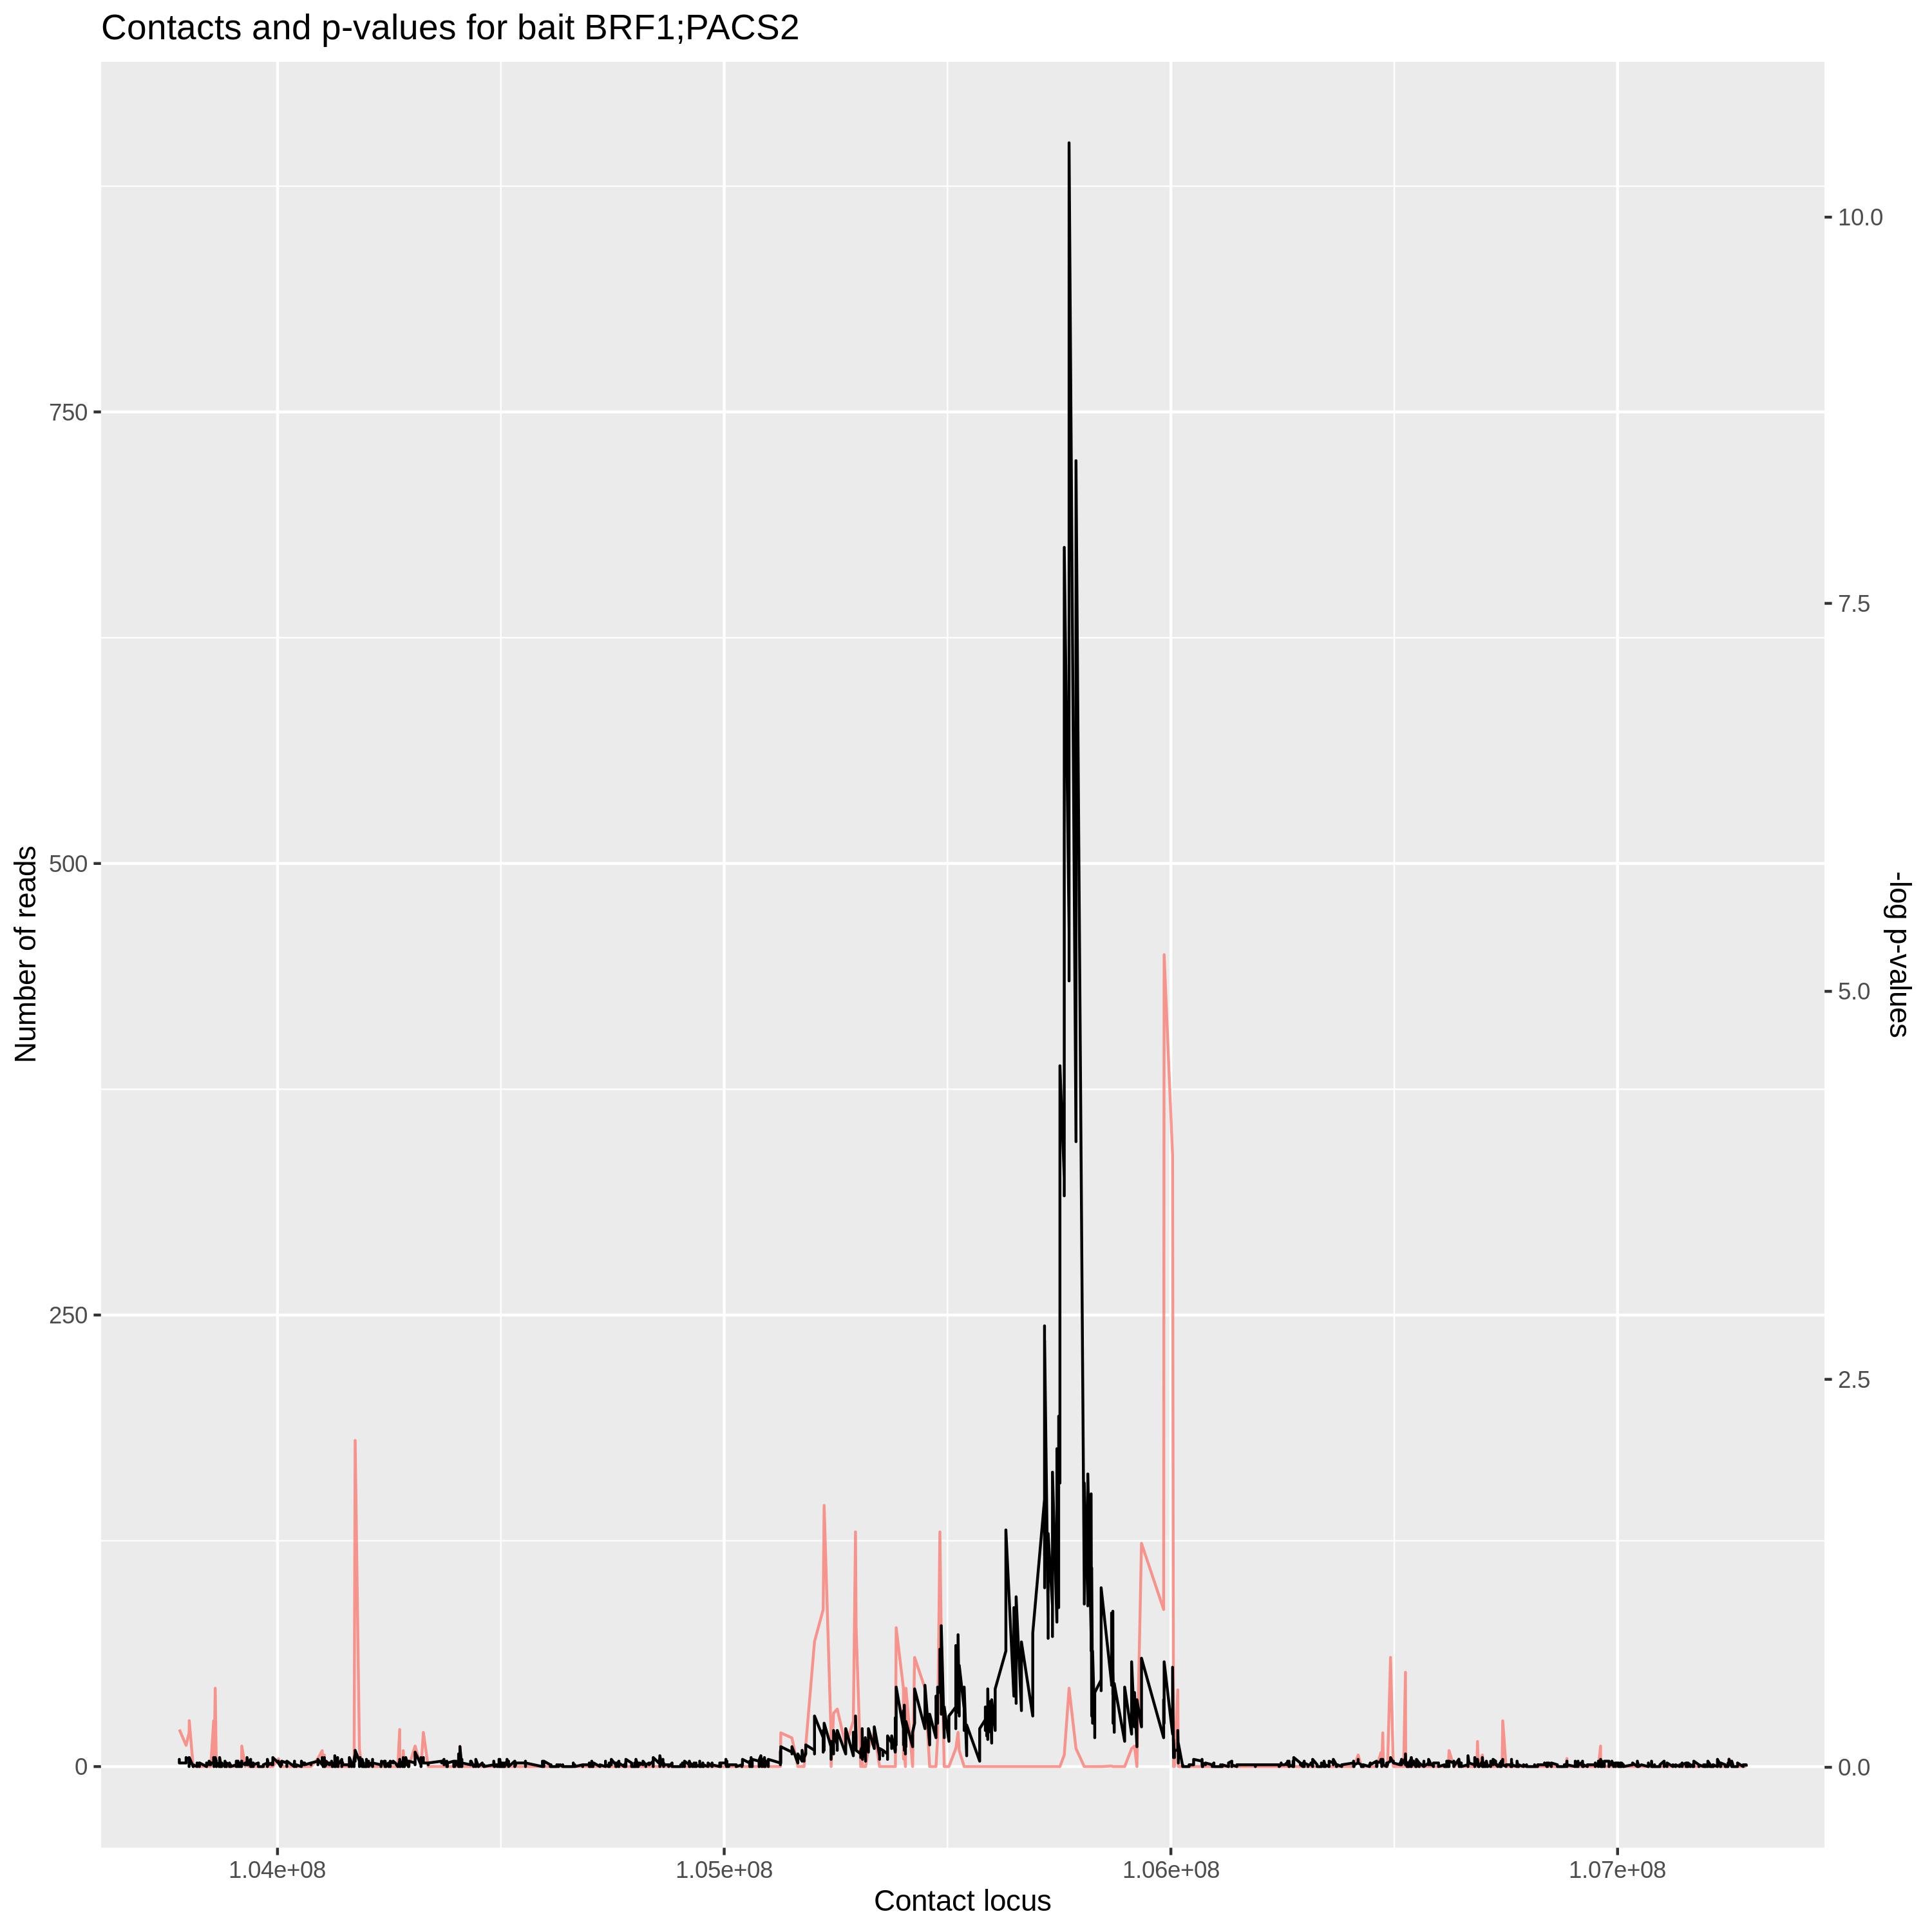 Contacts and p-values for bait BRF1;PACS2
Number of reads
750
500
250
0
10.0
7.5
5.0
2.5
0.0
-log p-values
1.04e+08
1.05e+08
1.06e+08
1.07e+08
Contact locus